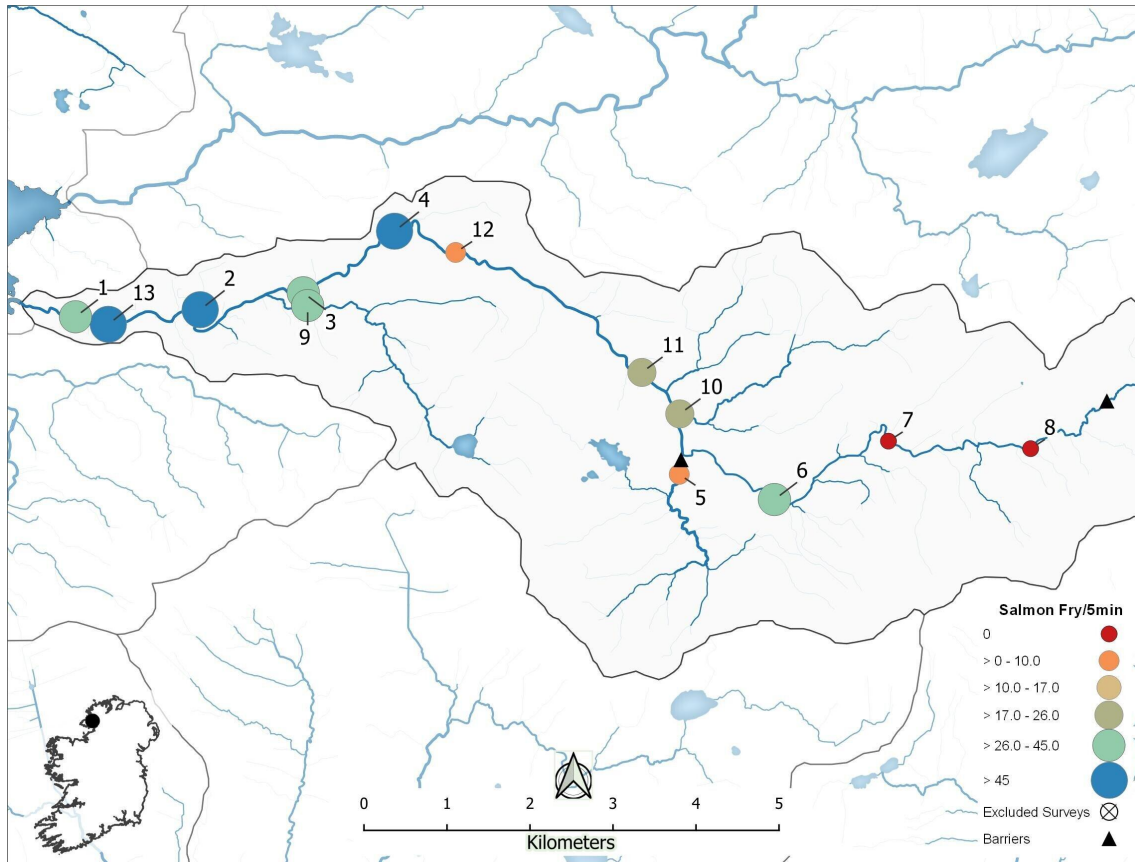 4
12
1
13
2
3
9
11
10
7
8
6
5
Salmon Fry/5min
0
> 0 - 10.0
> 10.0 - 17.0
> 17.0 - 26.0
> 26.0 - 45.0
> 45
Excluded Surveys
Barriers
0 1 2 3 4 5
Kilometers